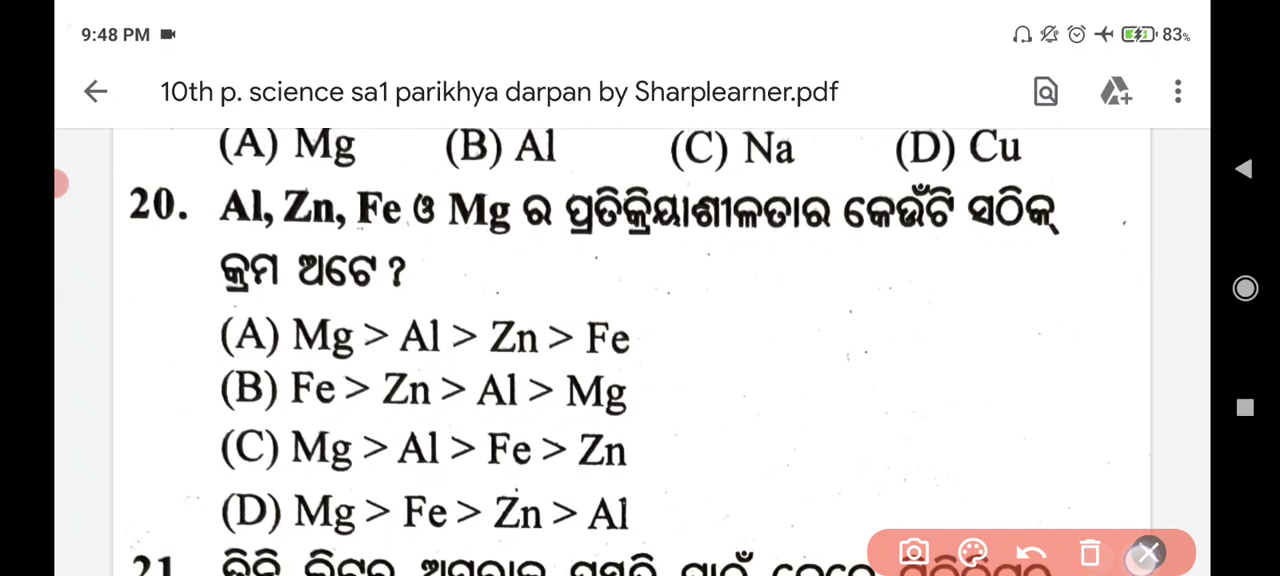 9:48 PM 83%
10th p. science sa1 parikhya darpan by Sharplearner.pdf
(A) Mg (B) Al (C) Na (D) Cu
20. Al, Zn, Fe ଓ Mg ର ପ୍ରତିକ୍ରିୟାଶୀଳତାର କେଉଁଟି ସଠିକ୍
କ୍ରମ ଅଟେ ?
(A) Mg > Al > Zn > Fe
(B) Fe > Zn > Al > Mg
(C) Mg > Al > Fe > Zn
(D) Mg > Fe > Zn > Al
21